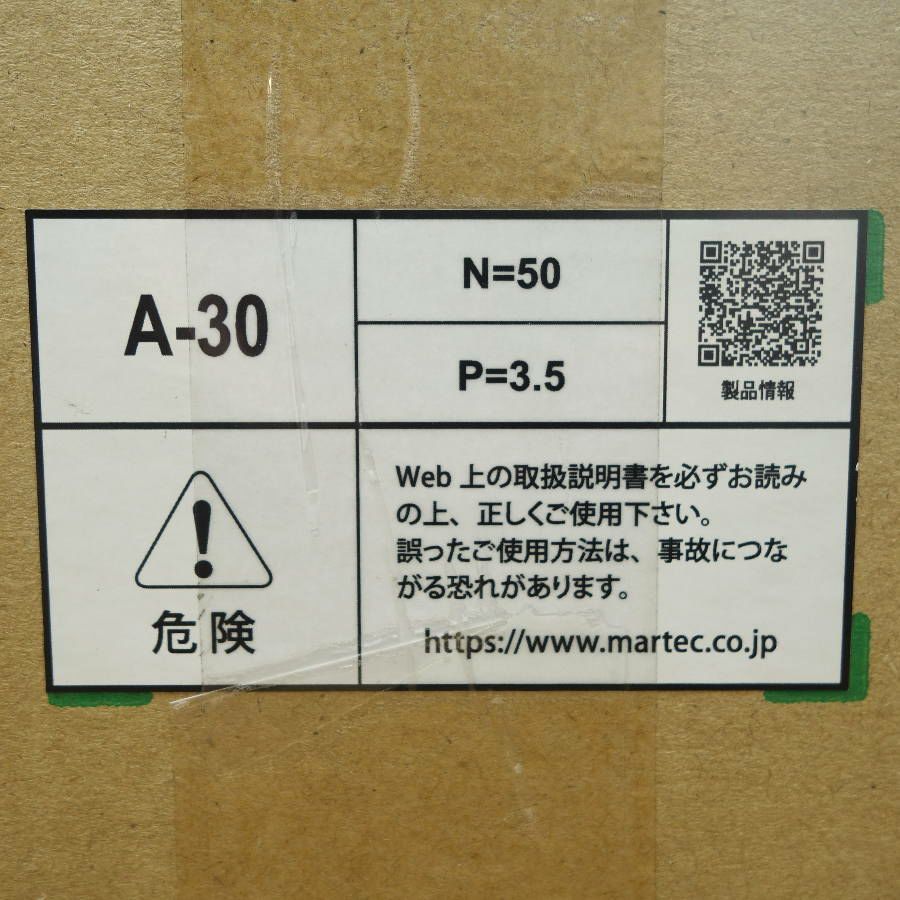 A-30
N=50
P=3.5
製品情報
危険
Web 上の取扱説明書を必ずお読み
の上、正しくご使用下さい。
誤ったご使用方法は、事故につな
がる恐れがあります。
https://www.martec.co.jp